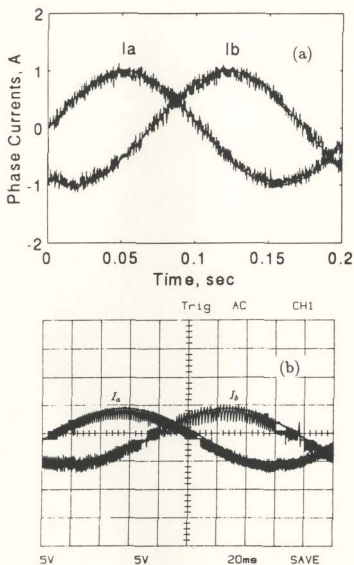 2
Ia
Ib
(a)
1
0
-1
-2
Phase Currents, A
0
0.05
0.1
0.15
0.2
Time, sec
Trig AC CH1
(b)
Ia
Ib
5V 5V 20ms SAVE